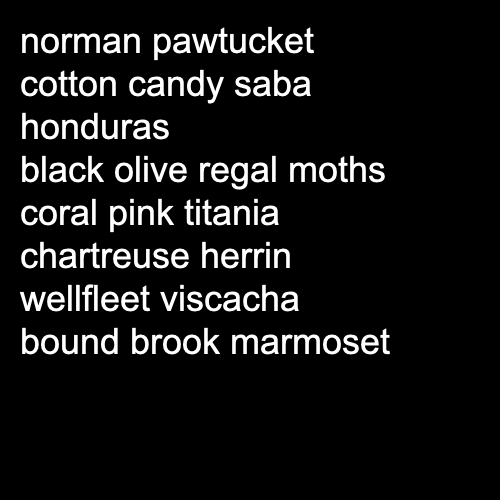 norman pawtucket
cotton candy saba
honduras
black olive regal moths
coral pink titania
chartreuse herrin
wellfleet viscacha
bound brook marmoset